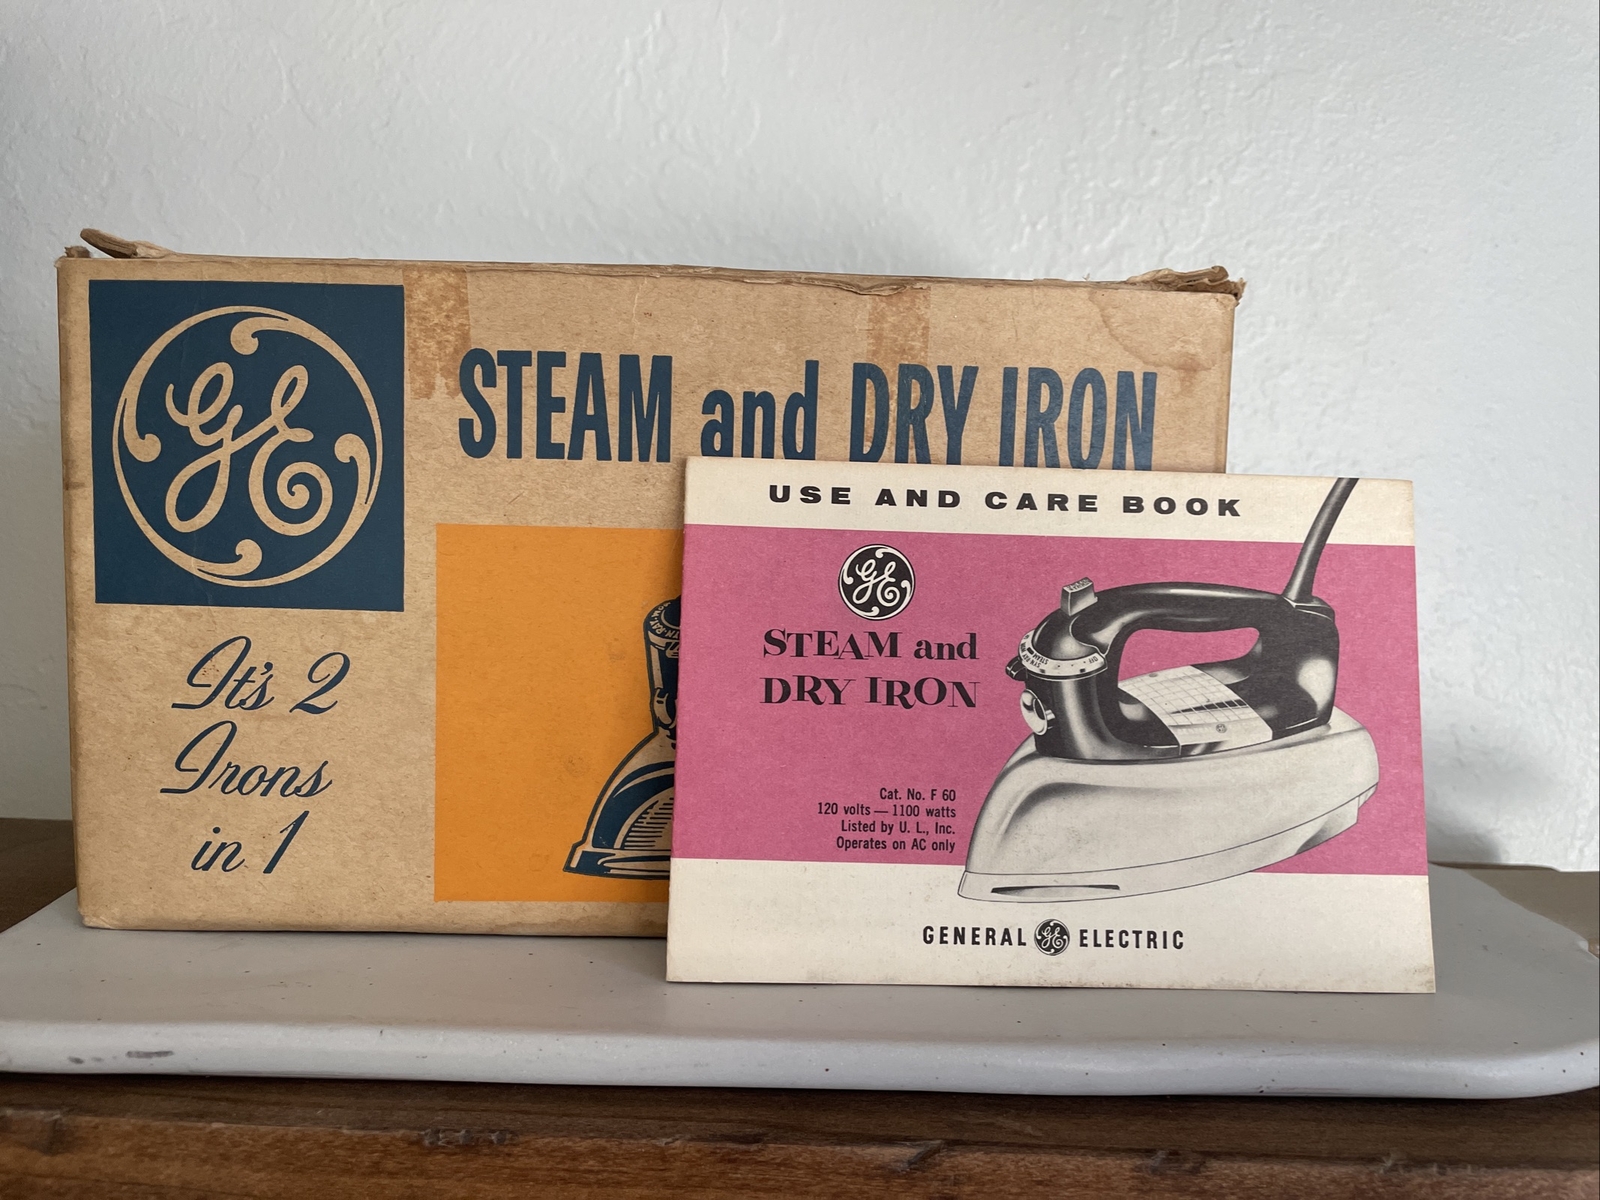 GE
STEAM and DRY IRON
It's 2
Irons
in 1
USE AND CARE BOOK
GE
STEAM and
DRY IRON
Cat. No. F 60
120 volts — 1100 watts
Listed by U. L., Inc.
Operates on AC only
GENERAL GE ELECTRIC